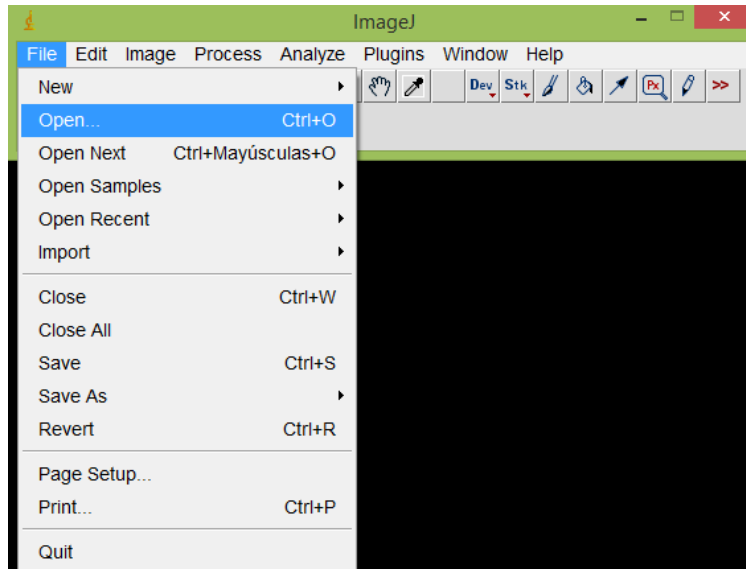 ImageJ
File Edit Image Process Analyze Plugins Window Help
Dev Stk Px >>
New
Open... Ctrl+O
Open Next Ctrl+Mayúsculas+O
Open Samples
Open Recent
Import
Close Ctrl+W
Close All
Save Ctrl+S
Save As
Revert Ctrl+R
Page Setup...
Print... Ctrl+P
Quit